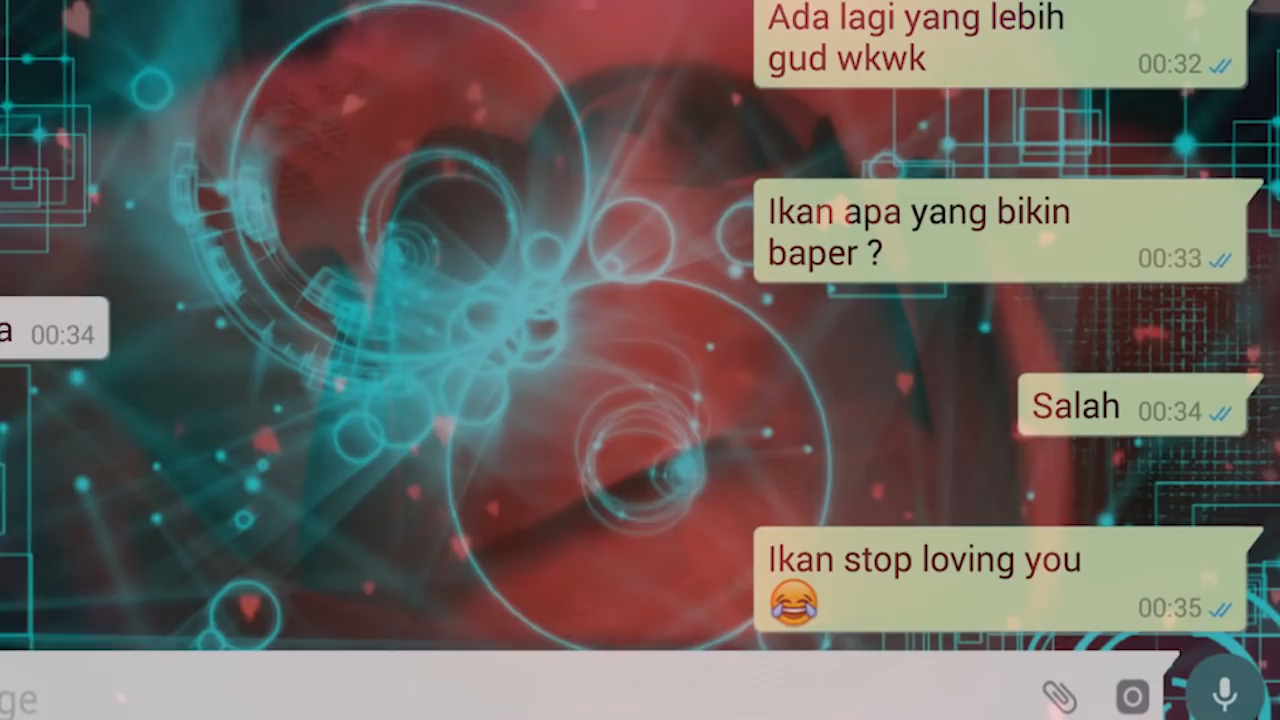 Ada lagi yang lebih
gud wkwk
00:32
Ikan apa yang bikin
baper ?
00:33
a 00:34
Salah 00:34
Ikan stop loving you
😂
00:35
ge